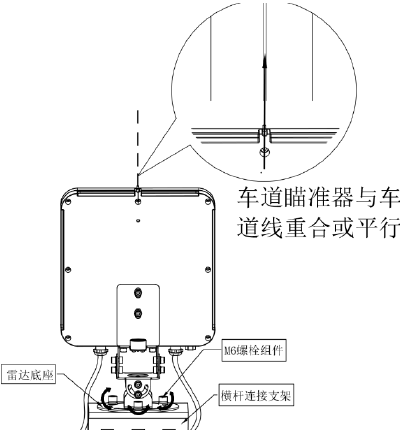 车道瞄准器与车
道线重合或平行
M6螺栓组件
雷达底座
横杆连接支架